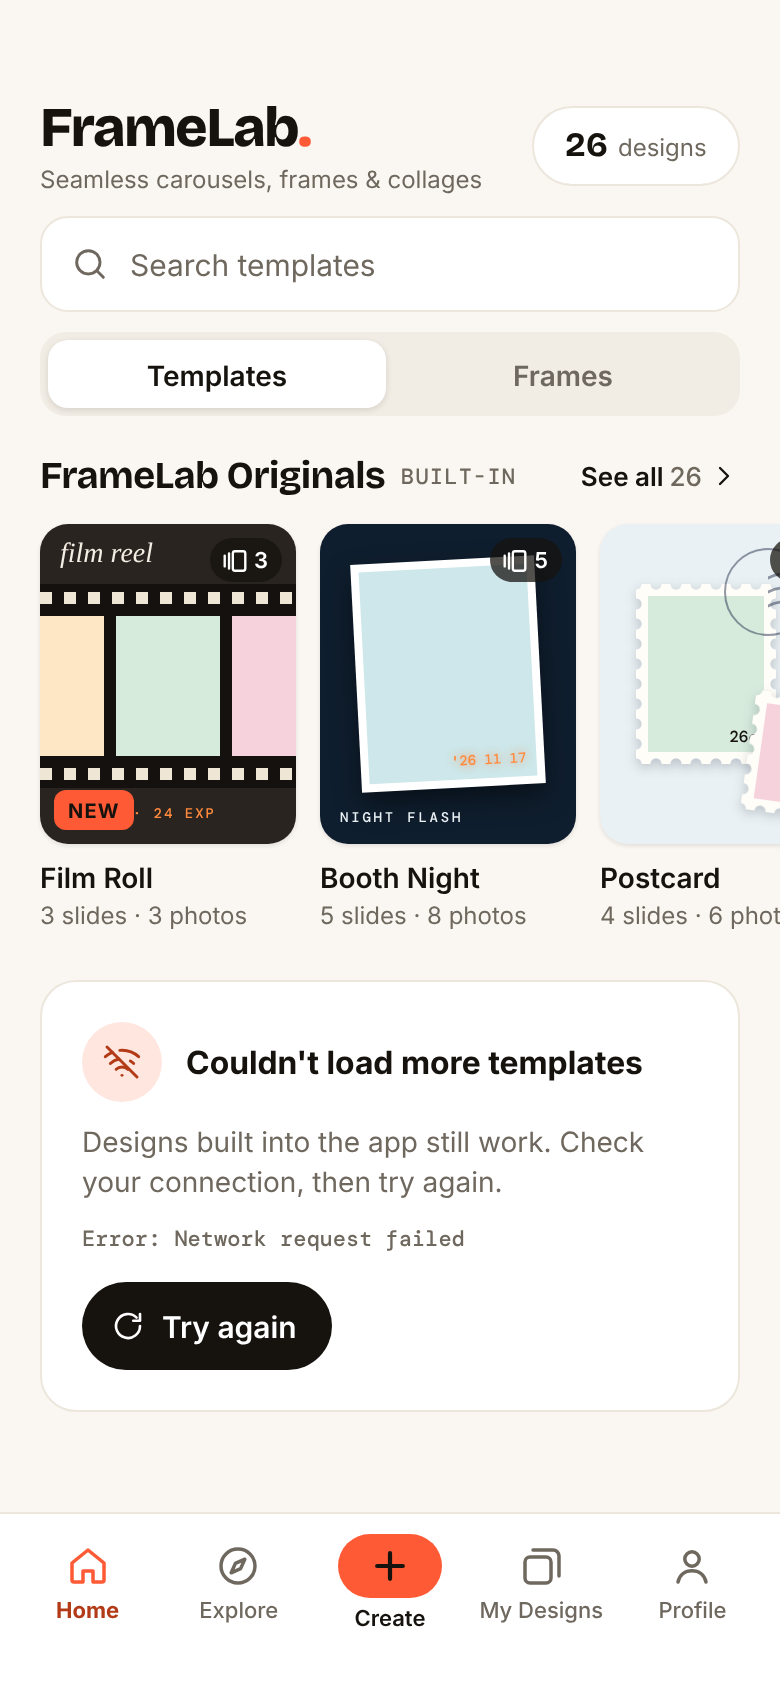 FrameLab.
Seamless carousels, frames & collages
26 designs
Search templates
Templates
Frames
FrameLab Originals BUILT-IN
See all 26
film reel
3
NEW · 24 EXP
Film Roll
3 slides · 3 photos
5
'26 11 17
NIGHT FLASH
Booth Night
5 slides · 8 photos
26
Postcard
4 slides · 6 phot
Couldn't load more templates
Designs built into the app still work. Check
your connection, then try again.
Error: Network request failed
Try again
Home
Explore
Create
My Designs
Profile